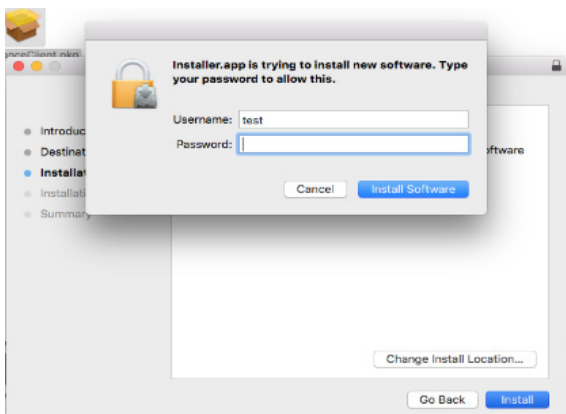 Installer.app is trying to install new software. Type
your password to allow this.
Username: test
Password:
Cancel Install Software
Introduc
Destinat
Installat
Installati
Summary
oftware
Change Install Location...
Go Back Install